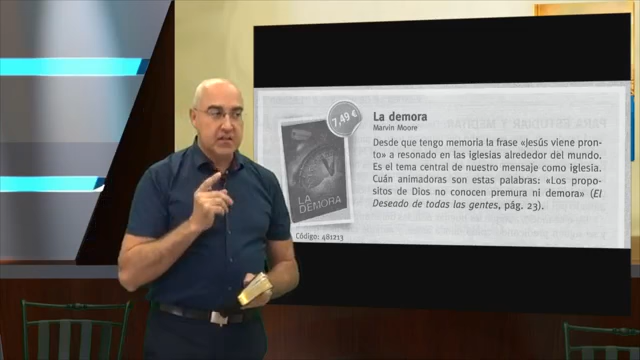 7,49 €
La demora
Marvin Moore
Desde que tengo memoria la frase «Jesús viene pron-
to» a resonado en las iglesias alrededor del mundo.
Es el tema central de nuestro mensaje como iglesia.
Cuán animadoras son estas palabras: «Los propó-
sitos de Dios no conocen premura ni demora» (El
Deseado de todas las gentes, pág. 23).
LA
DEMORA
Código: 481213